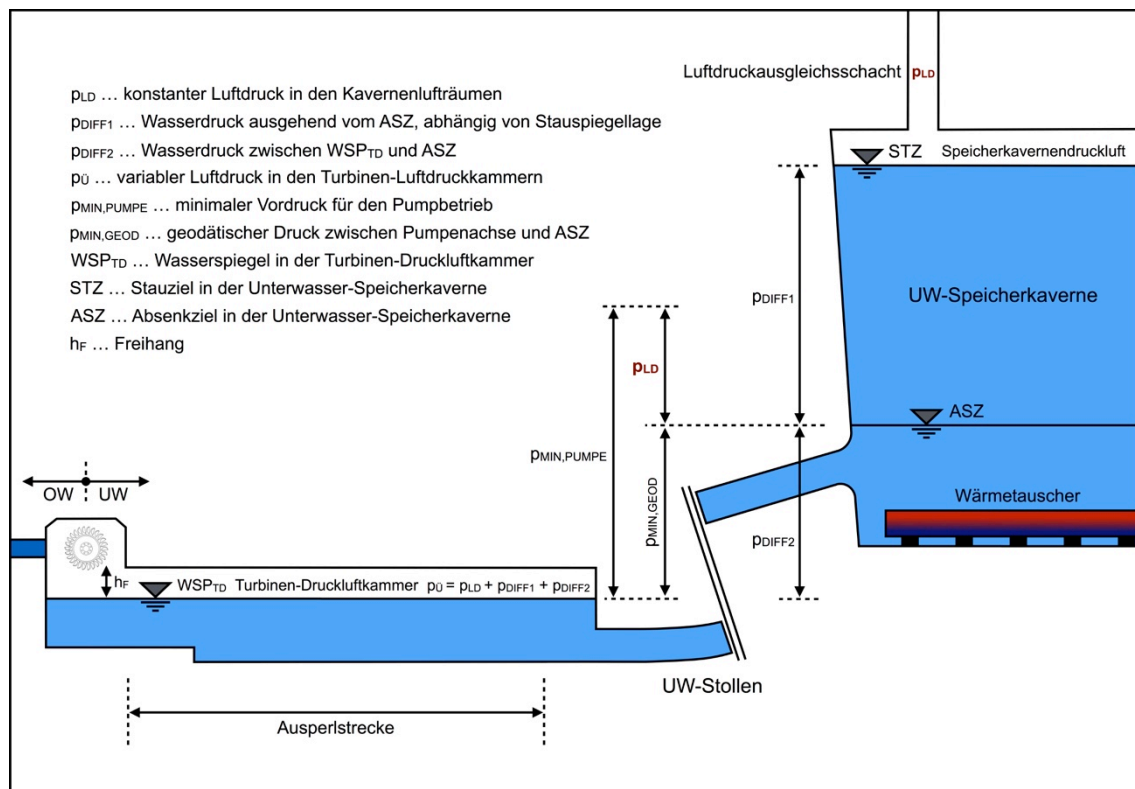 Luftdruckausgleichsschacht
pLD
pLD … konstanter Luftdruck in den Kavernenlufträumen
pDIFF1 … Wasserdruck ausgehend vom ASZ, abhängig von Stauspiegellage
pDIFF2 … Wasserdruck zwischen WSPTD und ASZ
pÜ … variabler Luftdruck in den Turbinen-Luftdruckkammern
pMIN,PUMPE … minimaler Vordruck für den Pumpbetrieb
pMIN,GEOD … geodätischer Druck zwischen Pumpenachse und ASZ
WSPTD … Wasserspiegel in der Turbinen-Druckluftkammer
STZ … Stauziel in der Unterwasser-Speicherkaverne
ASZ … Absenkziel in der Unterwasser-Speicherkaverne
hF … Freihang
STZ
Speicherkavernendruckluft
pDIFF1
UW-Speicherkaverne
pLD
ASZ
pMIN,PUMPE
pMIN,GEOD
pDIFF2
Wärmetauscher
OW
UW
hF
WSPTD Turbinen-Druckluftkammer pÜ = pLD + pDIFF1 + pDIFF2
UW-Stollen
Ausperlstrecke